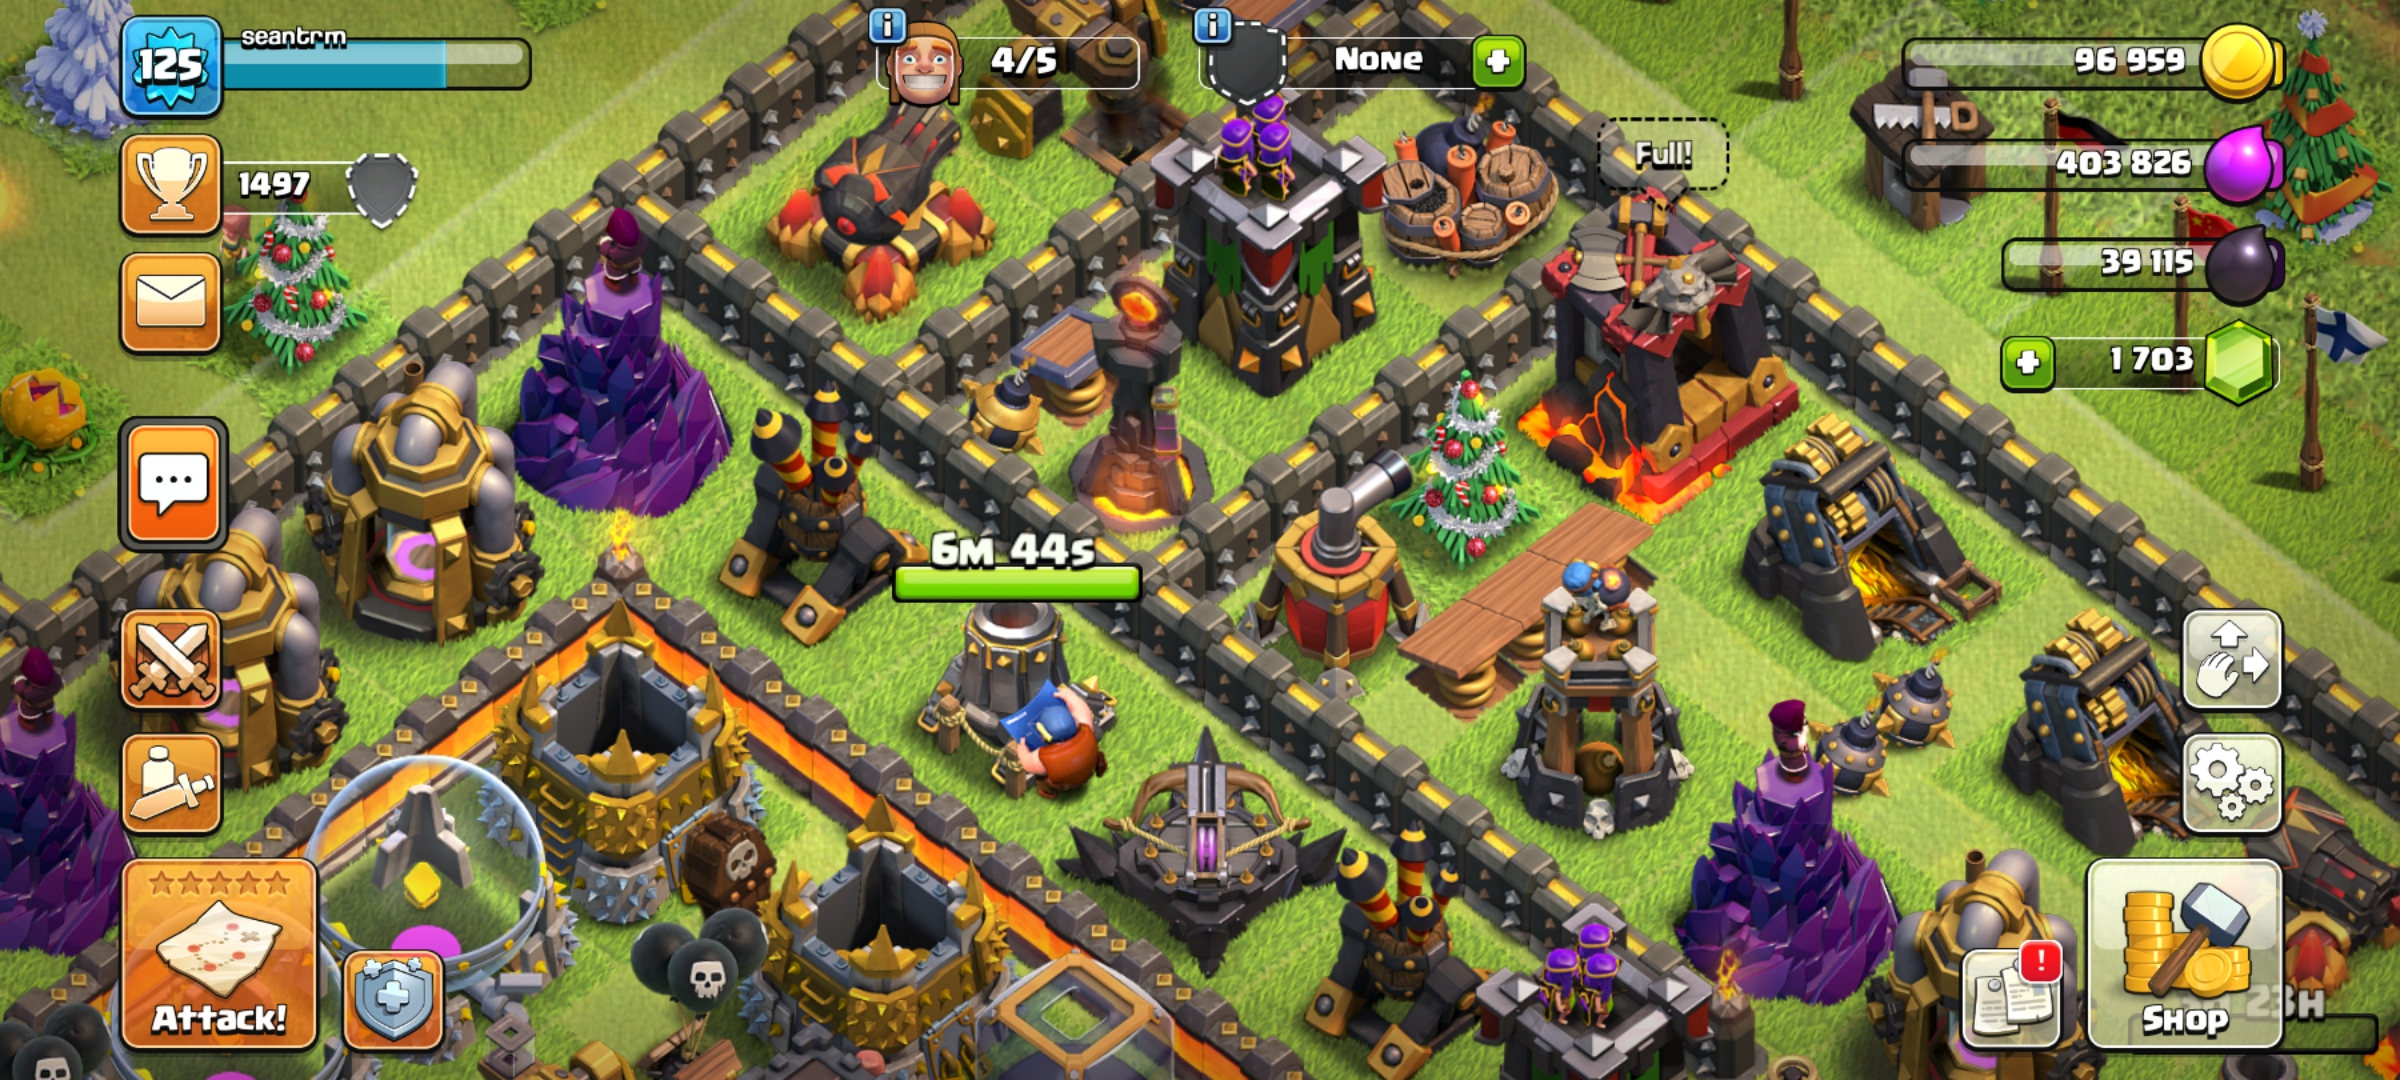 125
seantrm
4/5
None
96 959
1497
Full!
403 826
39 115
1 703
6m 44s
Attack!
Shop
23H